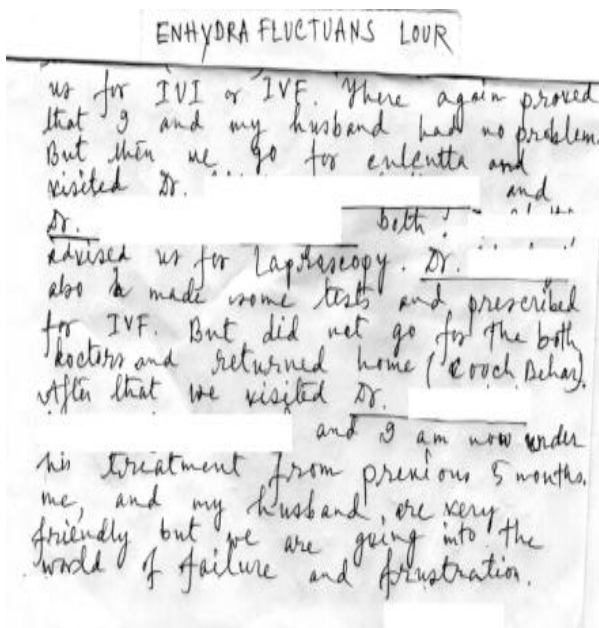 ENHYDRA FLUCTUANS LOUR
us for IVI or IVF. There again proved
that I and my husband had no problem.
But then we go for culcutta and
visited Dr. and
Dr. both
advised us for Laproscopy. Dr.
also made some tests and prescribed
for IVF. But did not go for the both
doctors and returned home (Cooch Behar).
After that we visited Dr.
and I am now under
his treatment from previous 5 months.
me, and my husband are very
friendly but we are going into the
world of failure and frustration.